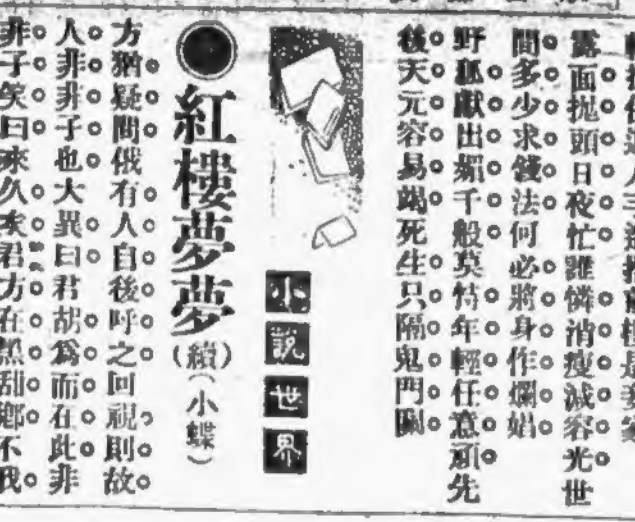 露面拋頭日夜忙誰憐消瘦減容光世
間多少求錢法何必將身作爛娼
野𠆸獻出媚千般莫恃年輕任意頑先
後天元容易竭死生只隔鬼門關
小說世界
紅樓夢夢(續)(小蝶)
方猶疑間俄有人自後呼之回視則故
人非非子也大異曰君胡爲而在此非
非子笑曰來久矣君方在黑甜鄉不我